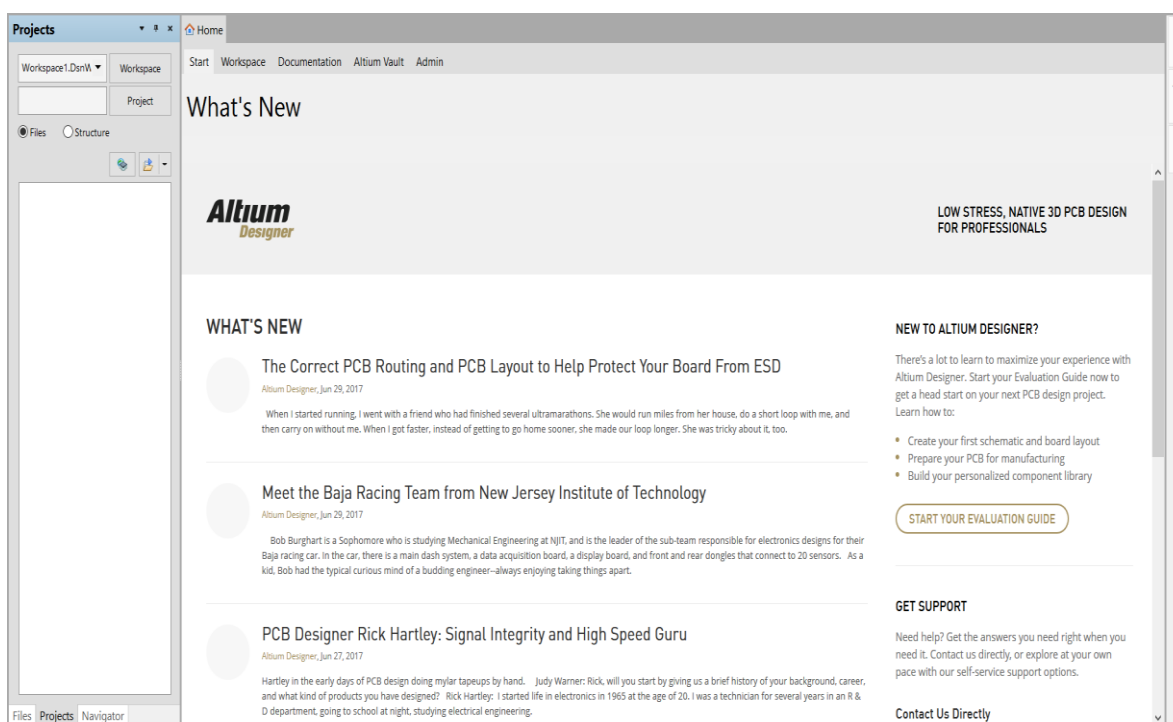 Projects
Workspace1.DsnW
Workspace
Project
Files
Structure
Files
Projects
Navigator
Home
Start
Workspace
Documentation
Altium Vault
Admin
What's New
Altium
Designer
LOW STRESS, NATIVE 3D PCB DESIGN
FOR PROFESSIONALS
WHAT'S NEW
The Correct PCB Routing and PCB Layout to Help Protect Your Board From ESD
Altium Designer, Jun 29, 2017
When I started running, I went with a friend who had finished several ultramarathons. She would run miles from her house, do a short loop with me, and
then carry on without me. When I got faster, instead of getting to go home sooner, she made our loop longer. She was tricky about it, too.
Meet the Baja Racing Team from New Jersey Institute of Technology
Altium Designer, Jun 29, 2017
Bob Burghart is a Sophomore who is studying Mechanical Engineering at NJIT, and is the leader of the sub-team responsible for electronics designs for their
Baja racing car. In the car, there is a main dash system, a data acquisition board, a display board, and front and rear dongles that connect to 20 sensors. As a
kid, Bob had the typical curious mind of a budding engineer--always enjoying taking things apart.
PCB Designer Rick Hartley: Signal Integrity and High Speed Guru
Altium Designer, Jun 27, 2017
Hartley in the early days of PCB design doing mylar tapeups by hand. Judy Warner: Rick, will you start by giving us a brief history of your background, career,
and what kind of products you have designed? Rick Hartley: I started life in electronics in 1965 at the age of 20. I was a technician for several years in an R &
D department, going to school at night, studying electrical engineering.
NEW TO ALTIUM DESIGNER?
There's a lot to learn to maximize your experience with
Altium Designer. Start your Evaluation Guide now to
get a head start on your next PCB design project.
Learn how to:
• Create your first schematic and board layout
• Prepare your PCB for manufacturing
• Build your personalized component library
START YOUR EVALUATION GUIDE
GET SUPPORT
Need help? Get the answers you need right when you
need it. Contact us directly, or explore at your own
pace with our self-service support options.
Contact Us Directly